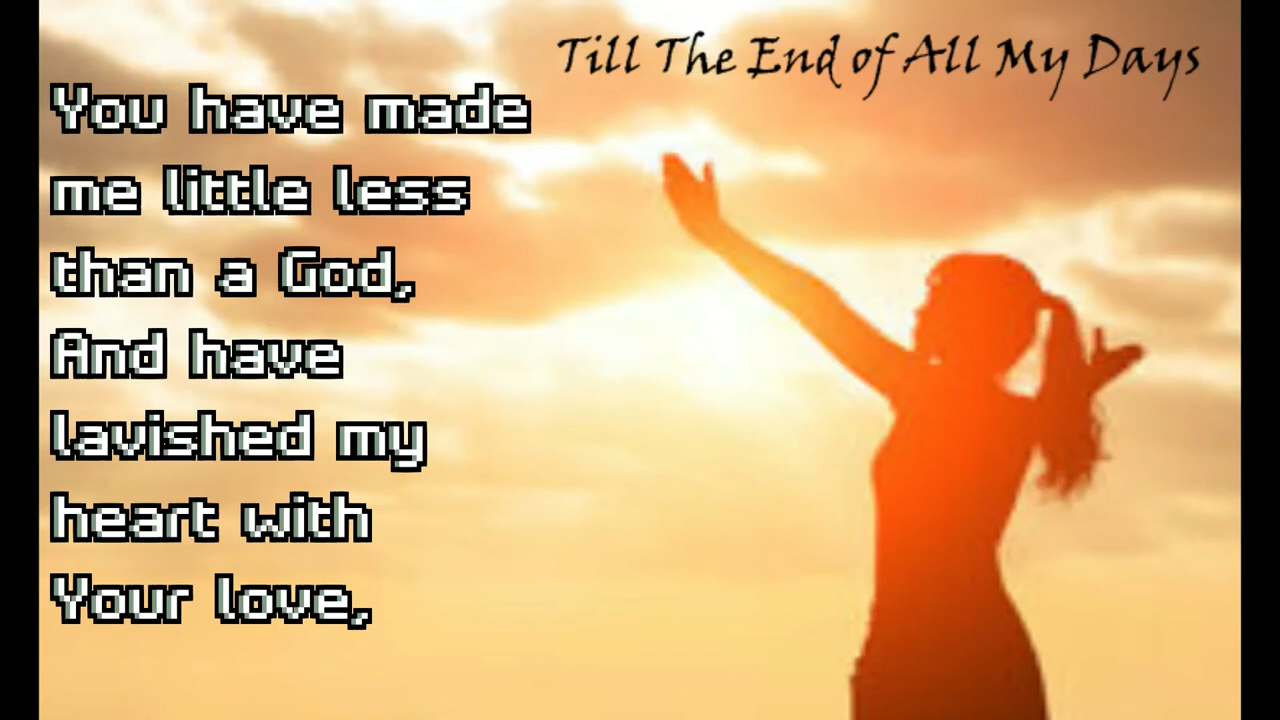 Till The End of All My Days
You have made
me little less
than a God,
And have
lavished my
heart with
Your love,